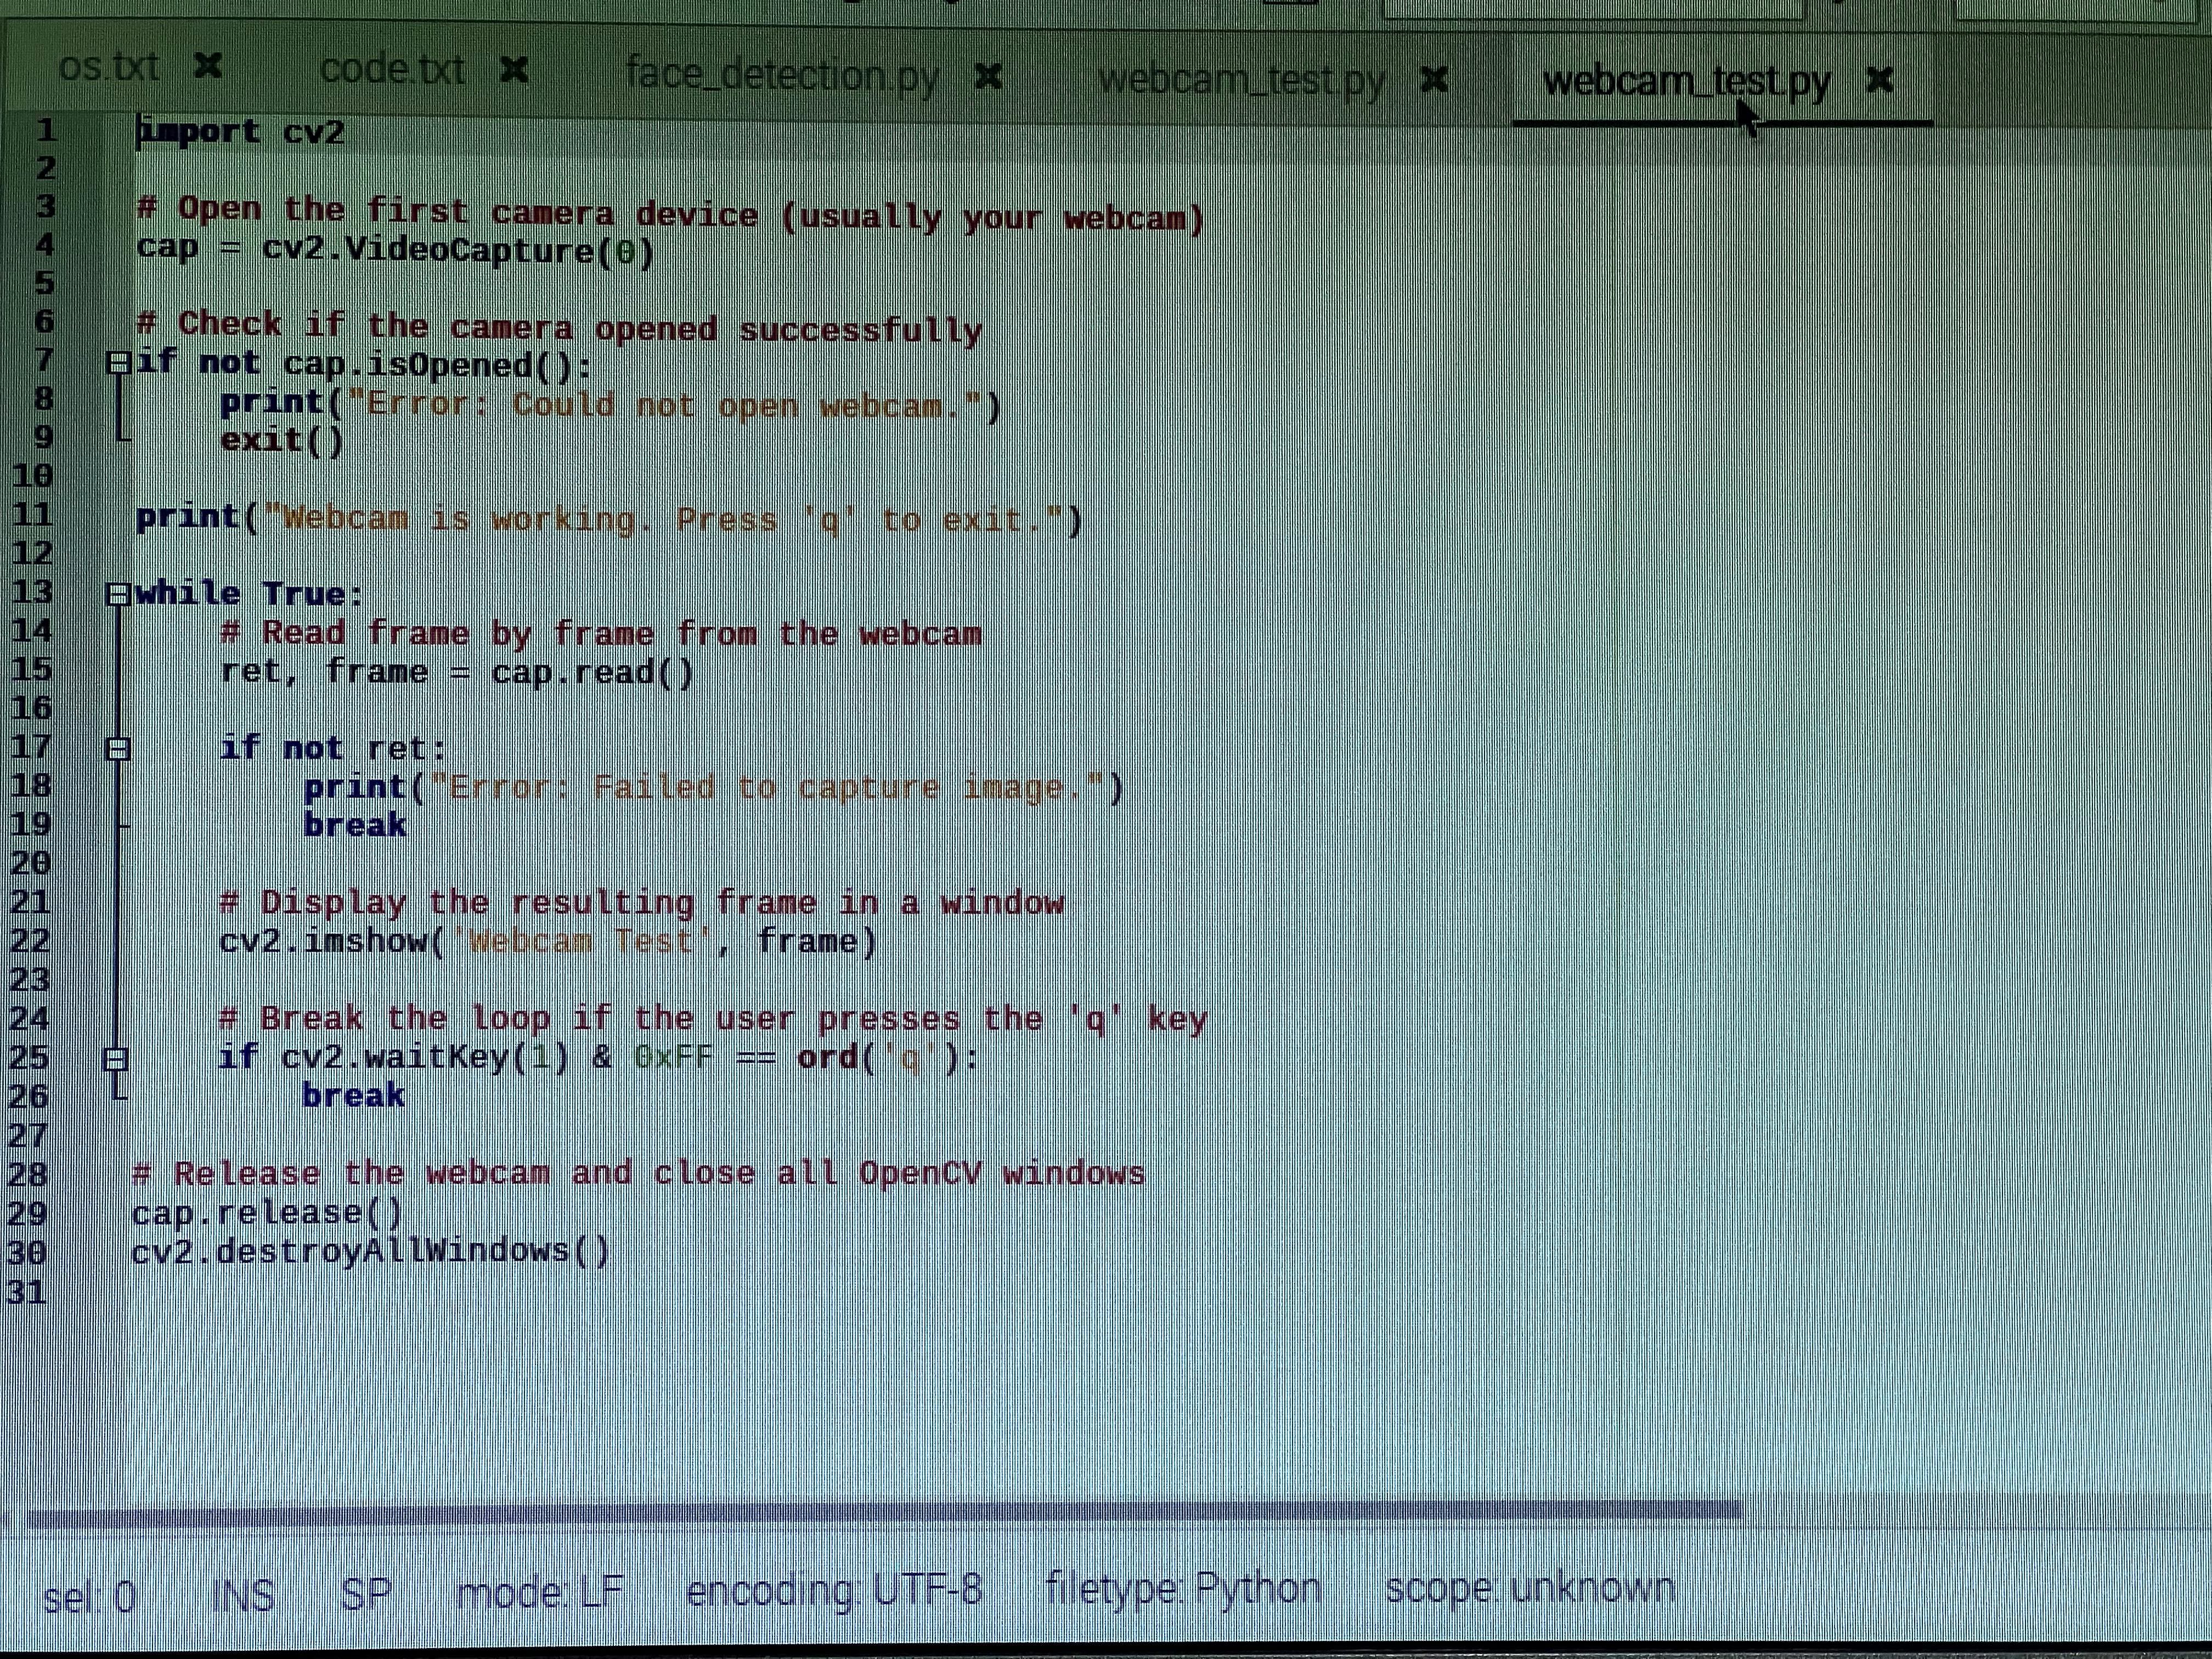 os.txt ✖ code.txt ✖ face_detection.py ✖ webcam_test.py ✖ webcam_test.py ✖
1 import cv2
2
3 # Open the first camera device (usually your webcam)
4 cap = cv2.VideoCapture(0)
5
6 # Check if the camera opened successfully
7 if not cap.isOpened():
8     print("Error: Could not open webcam.")
9     exit()
10
11 print("Webcam is working. Press 'q' to exit.")
12
13 while True:
14     # Read frame by frame from the webcam
15     ret, frame = cap.read()
16
17     if not ret:
18         print("Error: Failed to capture image.")
19         break
20
21     # Display the resulting frame in a window
22     cv2.imshow('Webcam Test', frame)
23
24     # Break the loop if the user presses the 'q' key
25     if cv2.waitKey(1) & 0xFF == ord('q'):
26         break
27
28 # Release the webcam and close all OpenCV windows
29 cap.release()
30 cv2.destroyAllWindows()
31
sel: 0 INS SP mode: LF encoding: UTF-8 filetype: Python scope: unknown